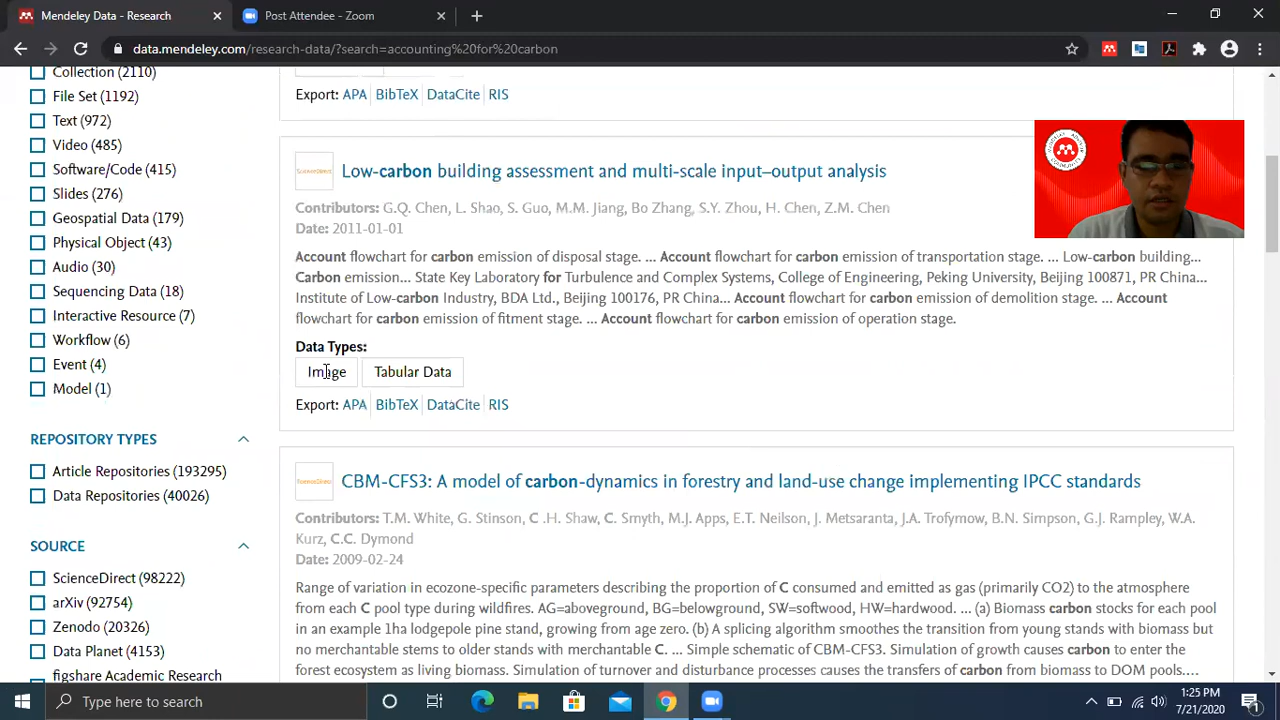 Mendeley Data - Research
Post Attendee - Zoom
data.mendeley.com/research-data/?search=accounting%20for%20carbon
Collection (2110)
File Set (1192)
Text (972)
Video (485)
Software/Code (415)
Slides (276)
Geospatial Data (179)
Physical Object (43)
Audio (30)
Sequencing Data (18)
Interactive Resource (7)
Workflow (6)
Event (4)
Model (1)
REPOSITORY TYPES
Article Repositories (193295)
Data Repositories (40026)
SOURCE
ScienceDirect (98222)
arXiv (92754)
Zenodo (20326)
Data Planet (4153)
figshare Academic Research
Export: APA BibTeX DataCite RIS
ScienceDirect
Low-carbon building assessment and multi-scale input–output analysis
Contributors: G.Q. Chen, L. Shao, S. Guo, M.M. Jiang, Bo Zhang, S.Y. Zhou, H. Chen, Z.M. Chen
Date: 2011-01-01
Account flowchart for carbon emission of disposal stage. ... Account flowchart for carbon emission of transportation stage. ... Low-carbon building...
Carbon emission... State Key Laboratory for Turbulence and Complex Systems, College of Engineering, Peking University, Beijing 100871, PR China...
Institute of Low-carbon Industry, BDA Ltd., Beijing 100176, PR China... Account flowchart for carbon emission of demolition stage. ... Account
flowchart for carbon emission of fitment stage. ... Account flowchart for carbon emission of operation stage.
Data Types:
Image Tabular Data
Export: APA BibTeX DataCite RIS
ScienceDirect
CBM-CFS3: A model of carbon-dynamics in forestry and land-use change implementing IPCC standards
Contributors: T.M. White, G. Stinson, C .H. Shaw, C. Smyth, M.J. Apps, E.T. Neilson, J. Metsaranta, J.A. Trofymow, B.N. Simpson, G.J. Rampley, W.A.
Kurz, C.C. Dymond
Date: 2009-02-24
Range of variation in ecozone-specific parameters describing the proportion of C consumed and emitted as gas (primarily CO2) to the atmosphere
from each C pool type during wildfires. AG=aboveground, BG=belowground, SW=softwood, HW=hardwood. ... (a) Biomass carbon stocks for each pool
in an example 1ha lodgepole pine stand, growing from age zero. (b) A splicing algorithm smoothes the transition from young stands with biomass but
no merchantable stems to older stands with merchantable C. ... Simple schematic of CBM-CFS3. Simulation of growth causes carbon to enter the
forest ecosystem as living biomass. Simulation of turnover and disturbance processes causes the transfers of carbon from biomass to DOM pools....
Type here to search
1:25 PM
7/21/2020